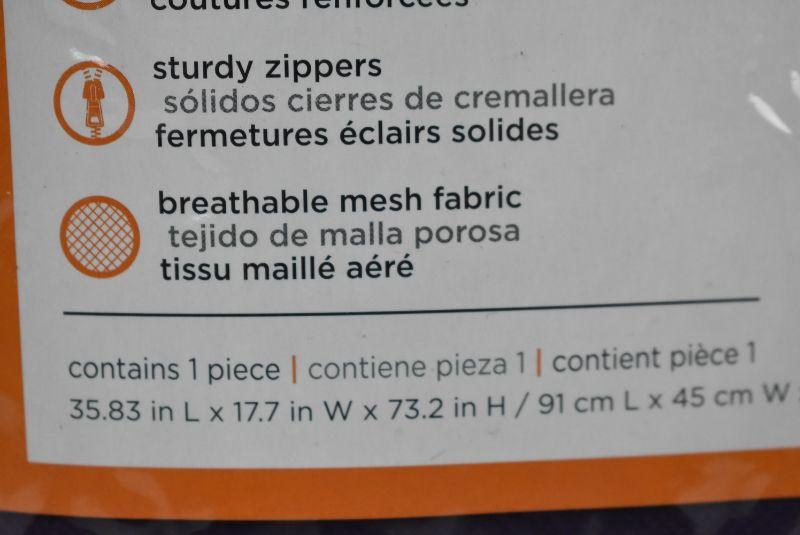 coutures renforcées
sturdy zippers
sólidos cierres de cremallera
fermetures éclairs solides
breathable mesh fabric
tejido de malla porosa
tissu maillé aéré
contains 1 piece | contiene pieza 1 | contient pièce 1
35.83 in L x 17.7 in W x 73.2 in H / 91 cm L x 45 cm W